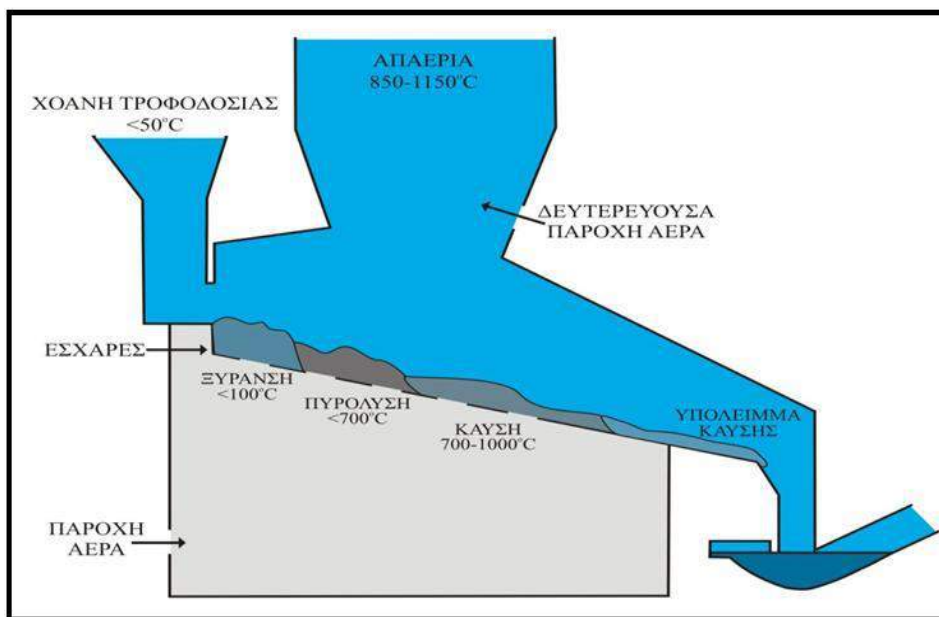 ΑΠΑΕΡΙΑ
850-1150°C
ΧΟΑΝΗ ΤΡΟΦΟΔΟΣΙΑΣ
<50°C
ΔΕΥΤΕΡΕΥΟΥΣΑ
ΠΑΡΟΧΗ ΑΕΡΑ
ΕΣΧΑΡΕΣ
ΞΥΡΑΝΣΗ
<100°C
ΠΥΡΟΛΥΣΗ
<700°C
ΚΑΥΣΗ
700-1000°C
ΥΠΟΛΕΙΜΜΑ
ΚΑΥΣΗΣ
ΠΑΡΟΧΗ
ΑΕΡΑ